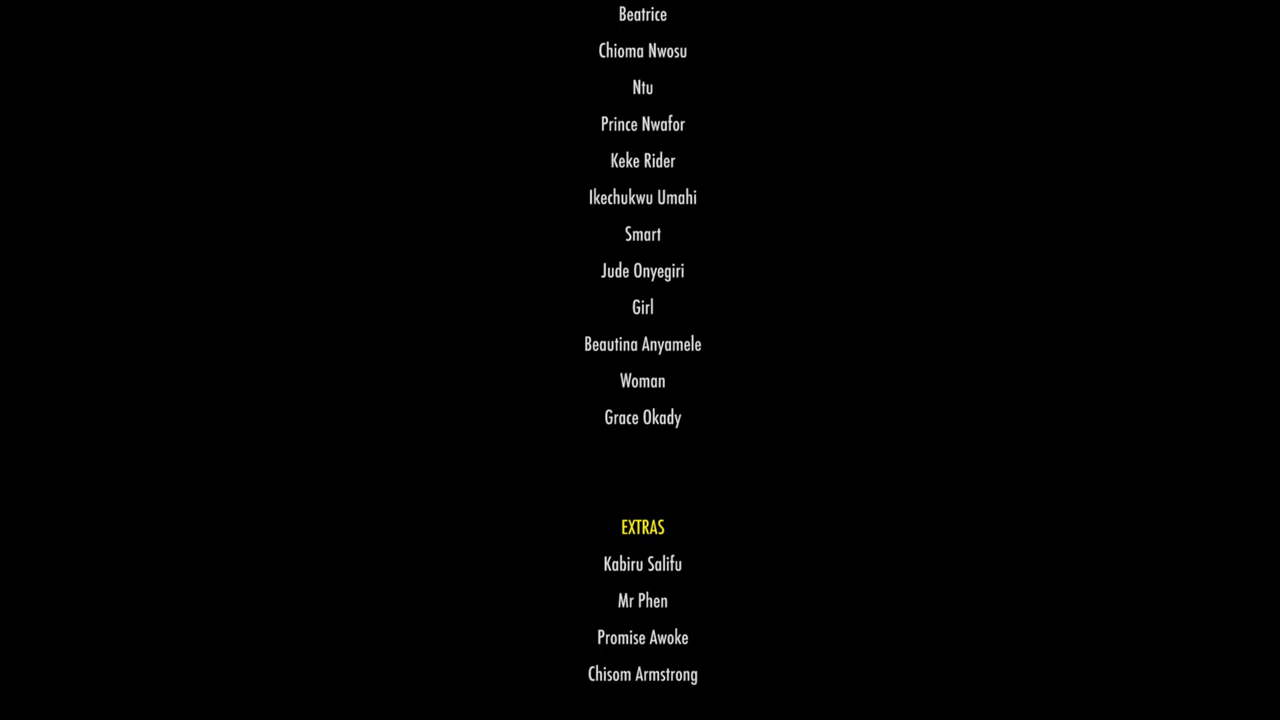 Beatrice
Chioma Nwosu
Ntu
Prince Nwafor
Keke Rider
Ikechukwu Umahi
Smart
Jude Onyegiri
Girl
Beautina Anyamele
Woman
Grace Okady
EXTRAS
Kabiru Salifu
Mr Phen
Promise Awoke
Chisom Armstrong